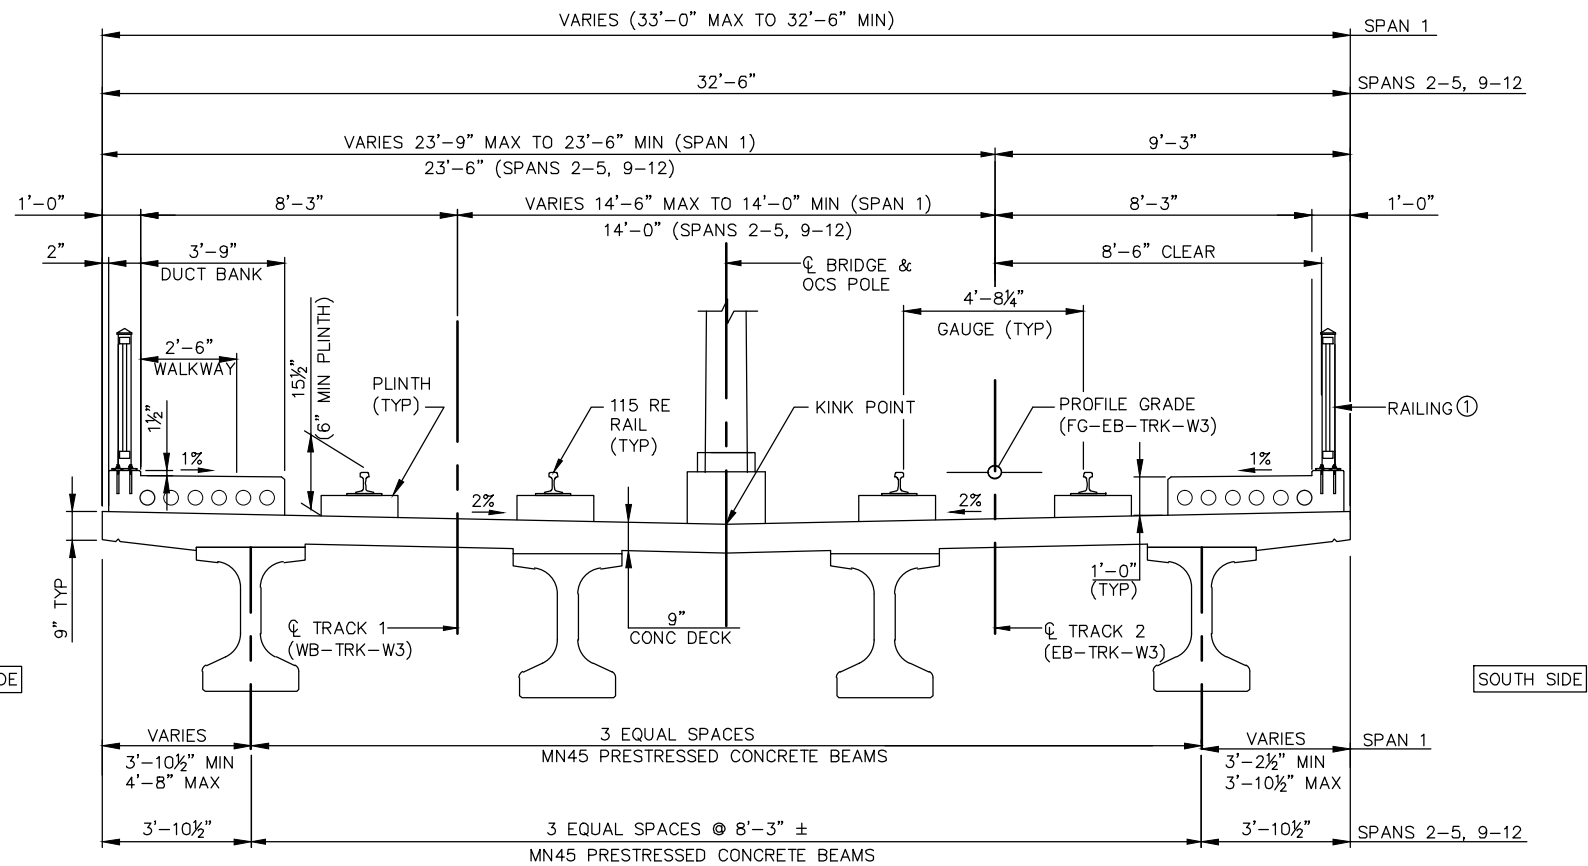 VARIES (33'-0" MAX TO 32'-6" MIN)
SPAN 1
32'-6"
SPANS 2-5, 9-12
VARIES 23'-9" MAX TO 23'-6" MIN (SPAN 1)
23'-6" (SPANS 2-5, 9-12)
9'-3"
1'-0"
8'-3"
VARIES 14'-6" MAX TO 14'-0" MIN (SPAN 1)
14'-0" (SPANS 2-5, 9-12)
8'-3"
1'-0"
2"
3'-9"
DUCT BANK
℄ BRIDGE &
OCS POLE
8'-6" CLEAR
4'-8¼"
GAUGE (TYP)
2'-6"
WALKWAY
15½"
(6" MIN PLINTH)
PLINTH
(TYP)
115 RE
RAIL
(TYP)
KINK POINT
PROFILE GRADE
(FG-EB-TRK-W3)
RAILING ①
1½"
1%
1%
2%
2%
9" TYP
1'-0"
(TYP)
℄ TRACK 1
(WB-TRK-W3)
9"
CONC DECK
℄ TRACK 2
(EB-TRK-W3)
DE
SOUTH SIDE
VARIES
3'-10½" MIN
4'-8" MAX
3 EQUAL SPACES
MN45 PRESTRESSED CONCRETE BEAMS
VARIES
3'-2½" MIN
3'-10½" MAX
SPAN 1
3'-10½"
3 EQUAL SPACES @ 8'-3" ±
MN45 PRESTRESSED CONCRETE BEAMS
3'-10½"
SPANS 2-5, 9-12